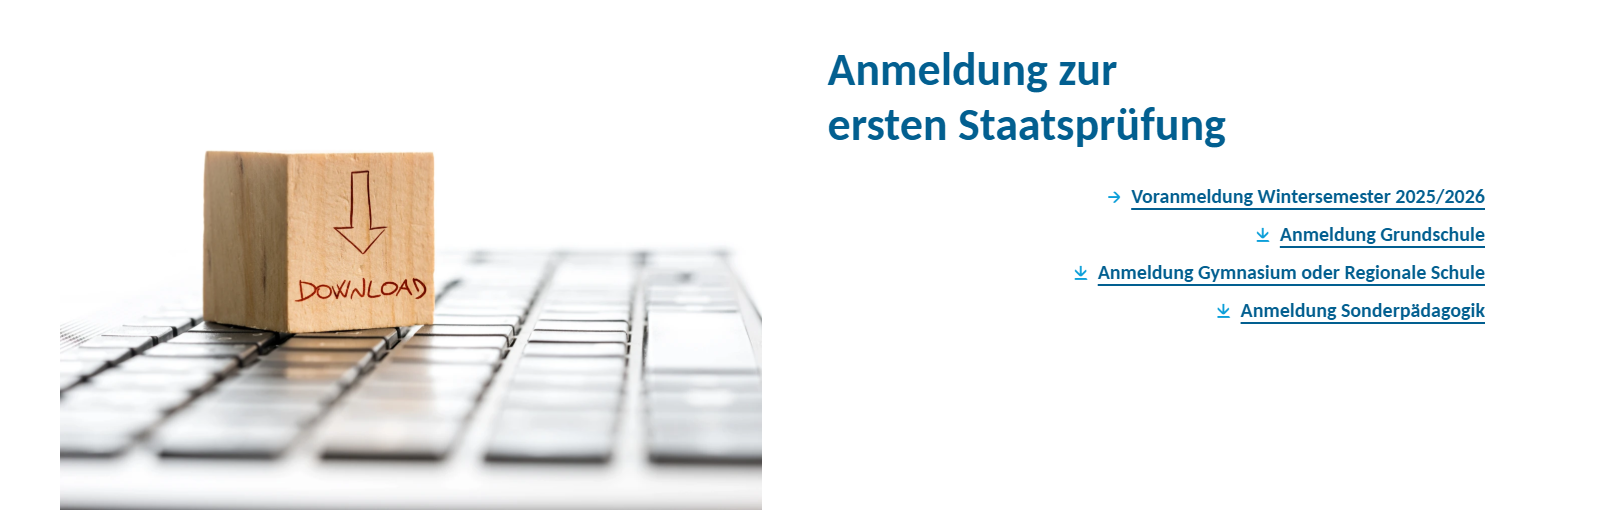 Anmeldung zur
ersten Staatsprüfung
Voranmeldung Wintersemester 2025/2026
Anmeldung Grundschule
Anmeldung Gymnasium oder Regionale Schule
Anmeldung Sonderpädagogik
DOWNLOAD